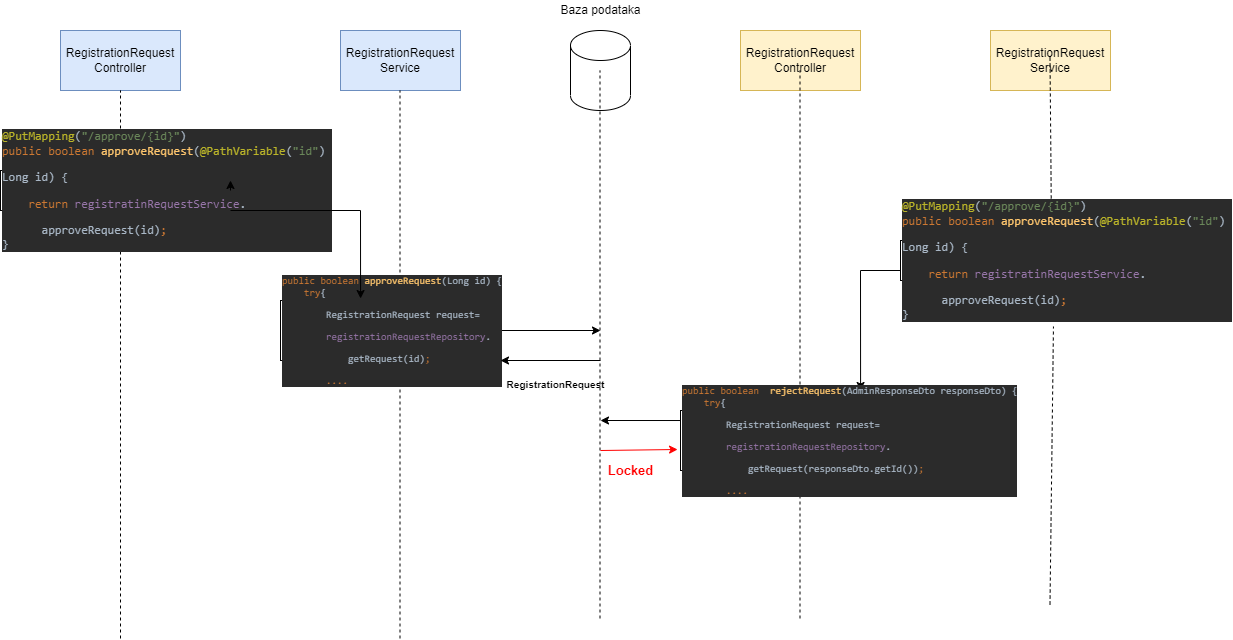 Baza podataka
RegistrationRequest
Controller
RegistrationRequest
Service
RegistrationRequest
Controller
RegistrationRequest
Service
@PutMapping("/approve/{id}")
public boolean approveRequest(@PathVariable("id")
Long id) {
return registratinRequestService.
approveRequest(id);
}
@PutMapping("/approve/{id}")
public boolean approveRequest(@PathVariable("id")
Long id) {
return registratinRequestService.
approveRequest(id);
}
public boolean approveRequest(Long id) {
try{
RegistrationRequest request=
registrationRequestRepository.
getRequest(id);
....
RegistrationRequest
public boolean rejectRequest(AdminResponseDto responseDto) {
try{
RegistrationRequest request=
registrationRequestRepository.
getRequest(responseDto.getId());
....
Locked